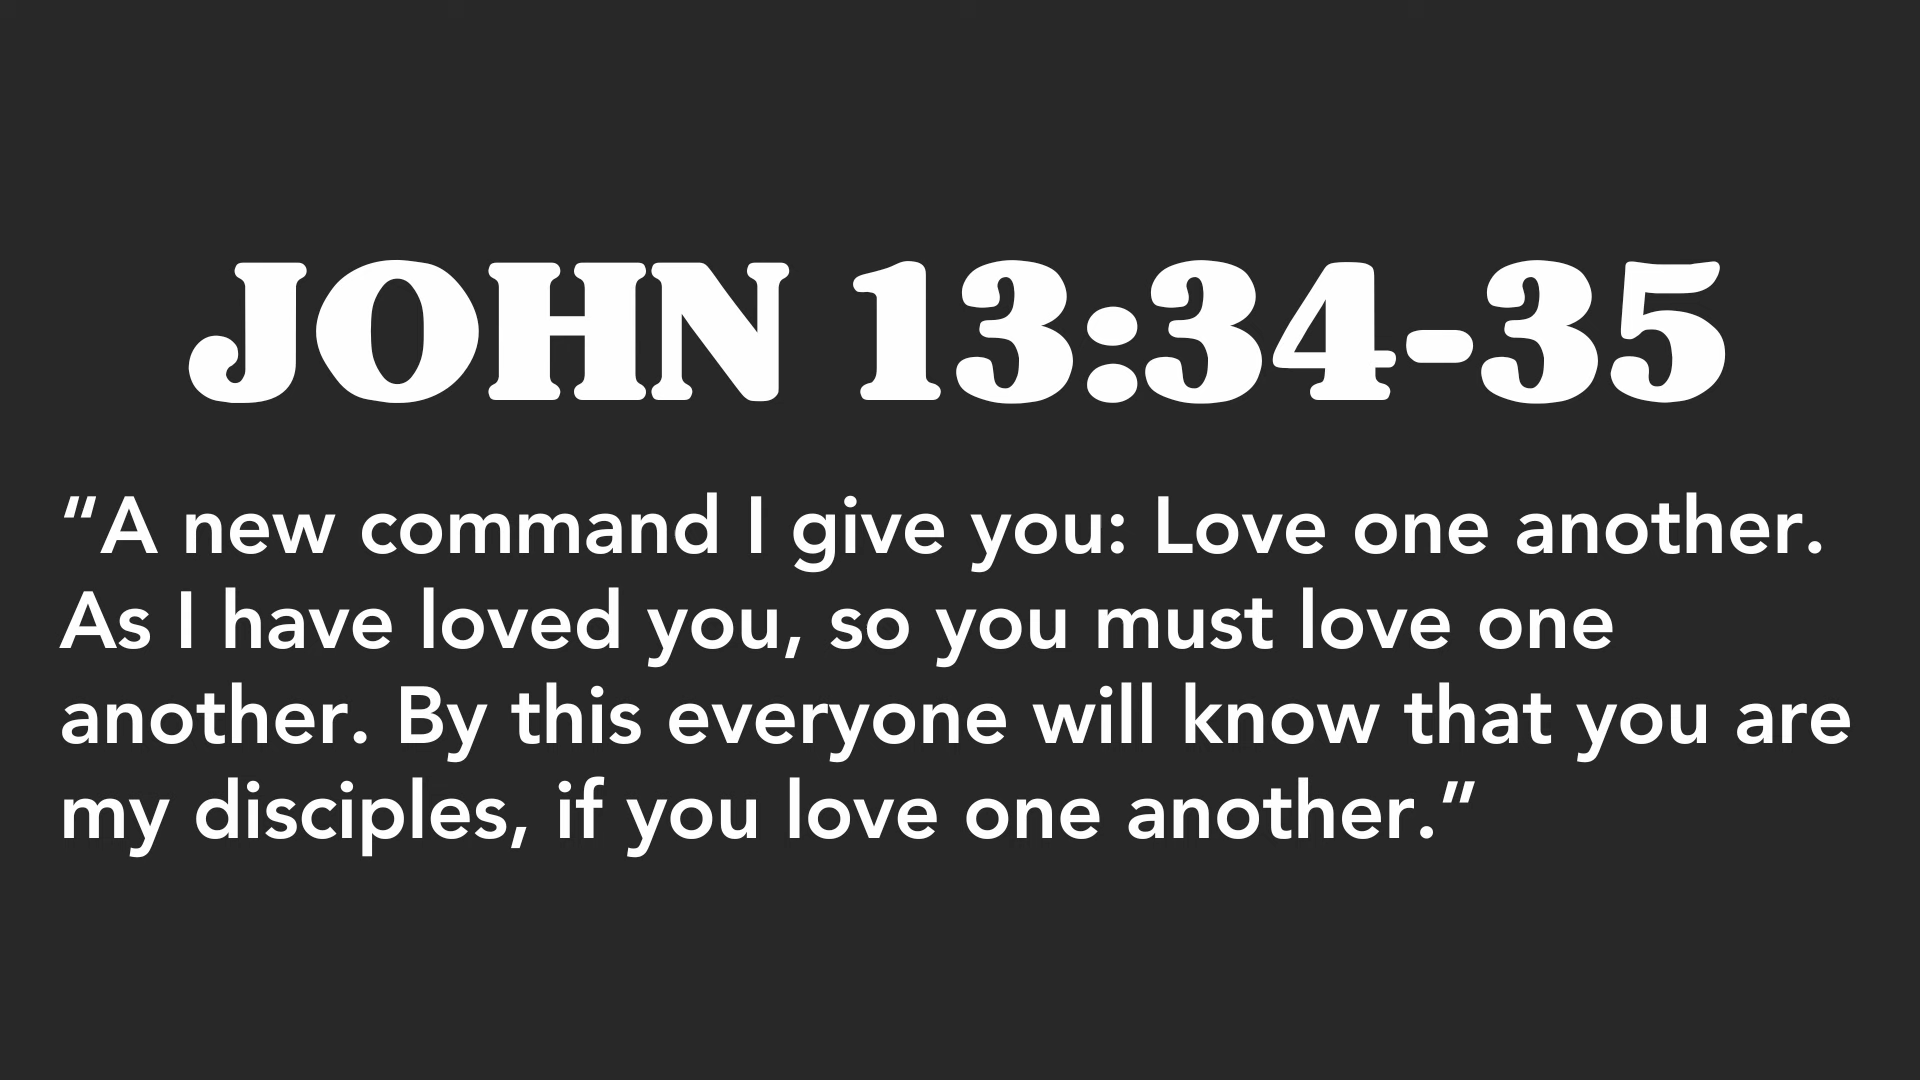 JOHN 13:34-35
“A new command I give you: Love one another.
As I have loved you, so you must love one
another. By this everyone will know that you are
my disciples, if you love one another.”